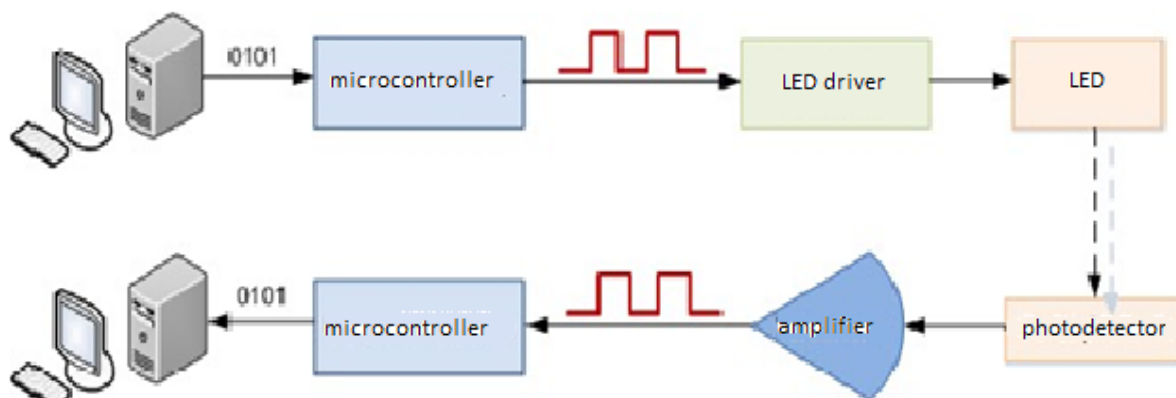 0101
microcontroller
LED driver
LED
0101
microcontroller
amplifier
photodetector